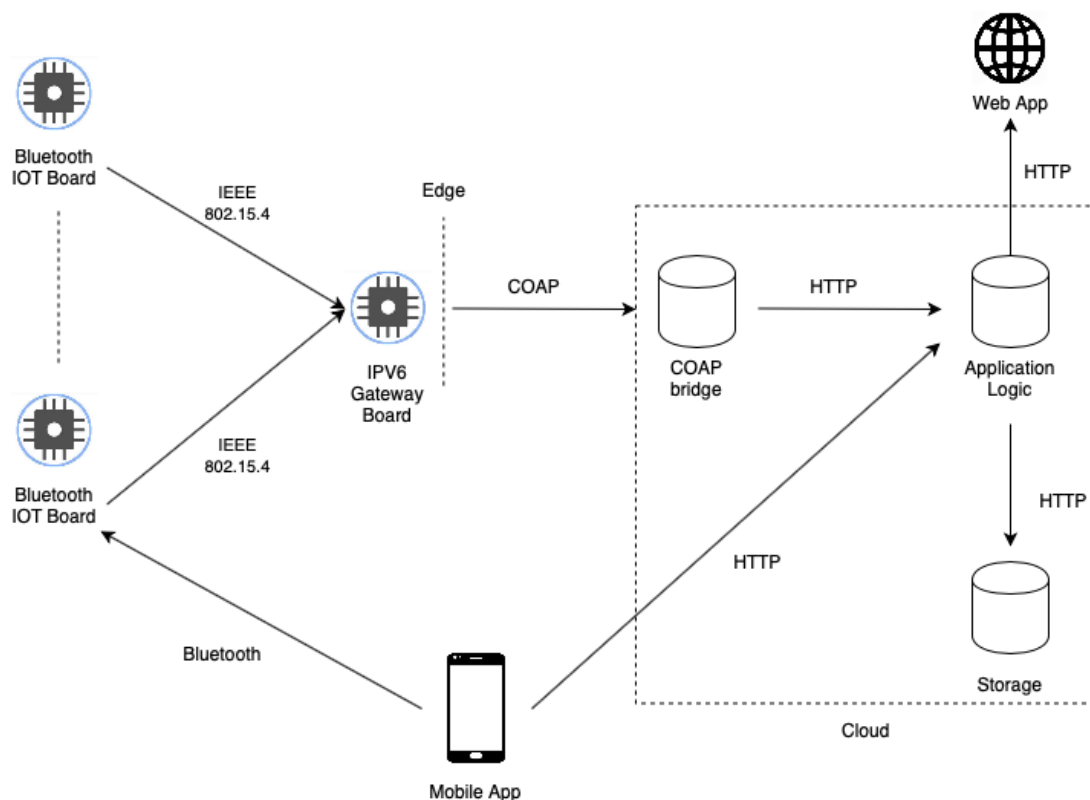 Web App
HTTP
Bluetooth
IOT Board
IEEE
802.15.4
Edge
COAP
HTTP
IPV6
Gateway
Board
COAP
bridge
Application
Logic
Bluetooth
IOT Board
IEEE
802.15.4
HTTP
HTTP
Bluetooth
Storage
Cloud
Mobile App